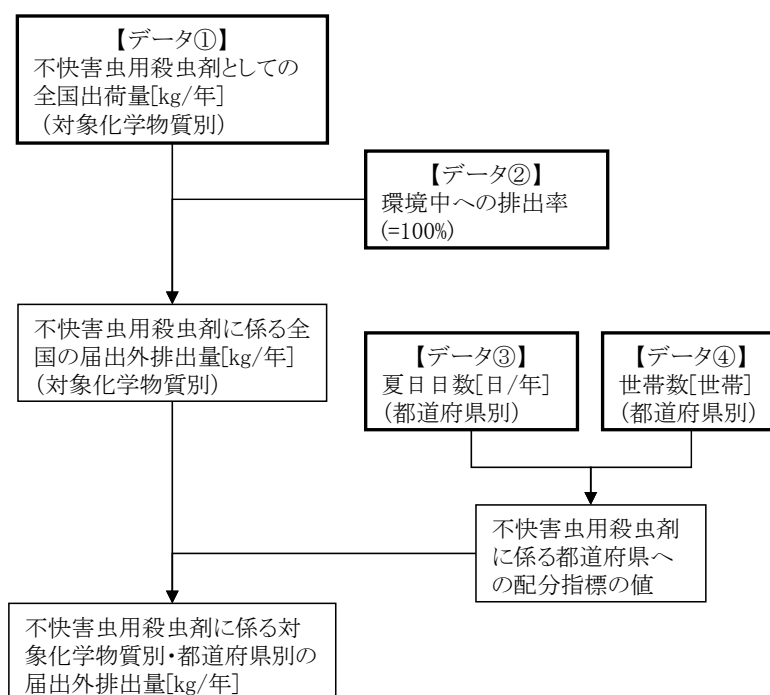 【データ①】
不快害虫用殺虫剤としての
全国出荷量[kg/年]
（対象化学物質別）
【データ②】
環境中への排出率
(=100%)
不快害虫用殺虫剤に係る全
国の届出外排出量[kg/年]
(対象化学物質別)
【データ③】
夏日日数[日/年]
(都道府県別)
【データ④】
世帯数[世帯]
(都道府県別)
不快害虫用殺虫剤
に係る都道府県へ
の配分指標の値
不快害虫用殺虫剤に係る対
象化学物質別・都道府県別の
届出外排出量[kg/年]